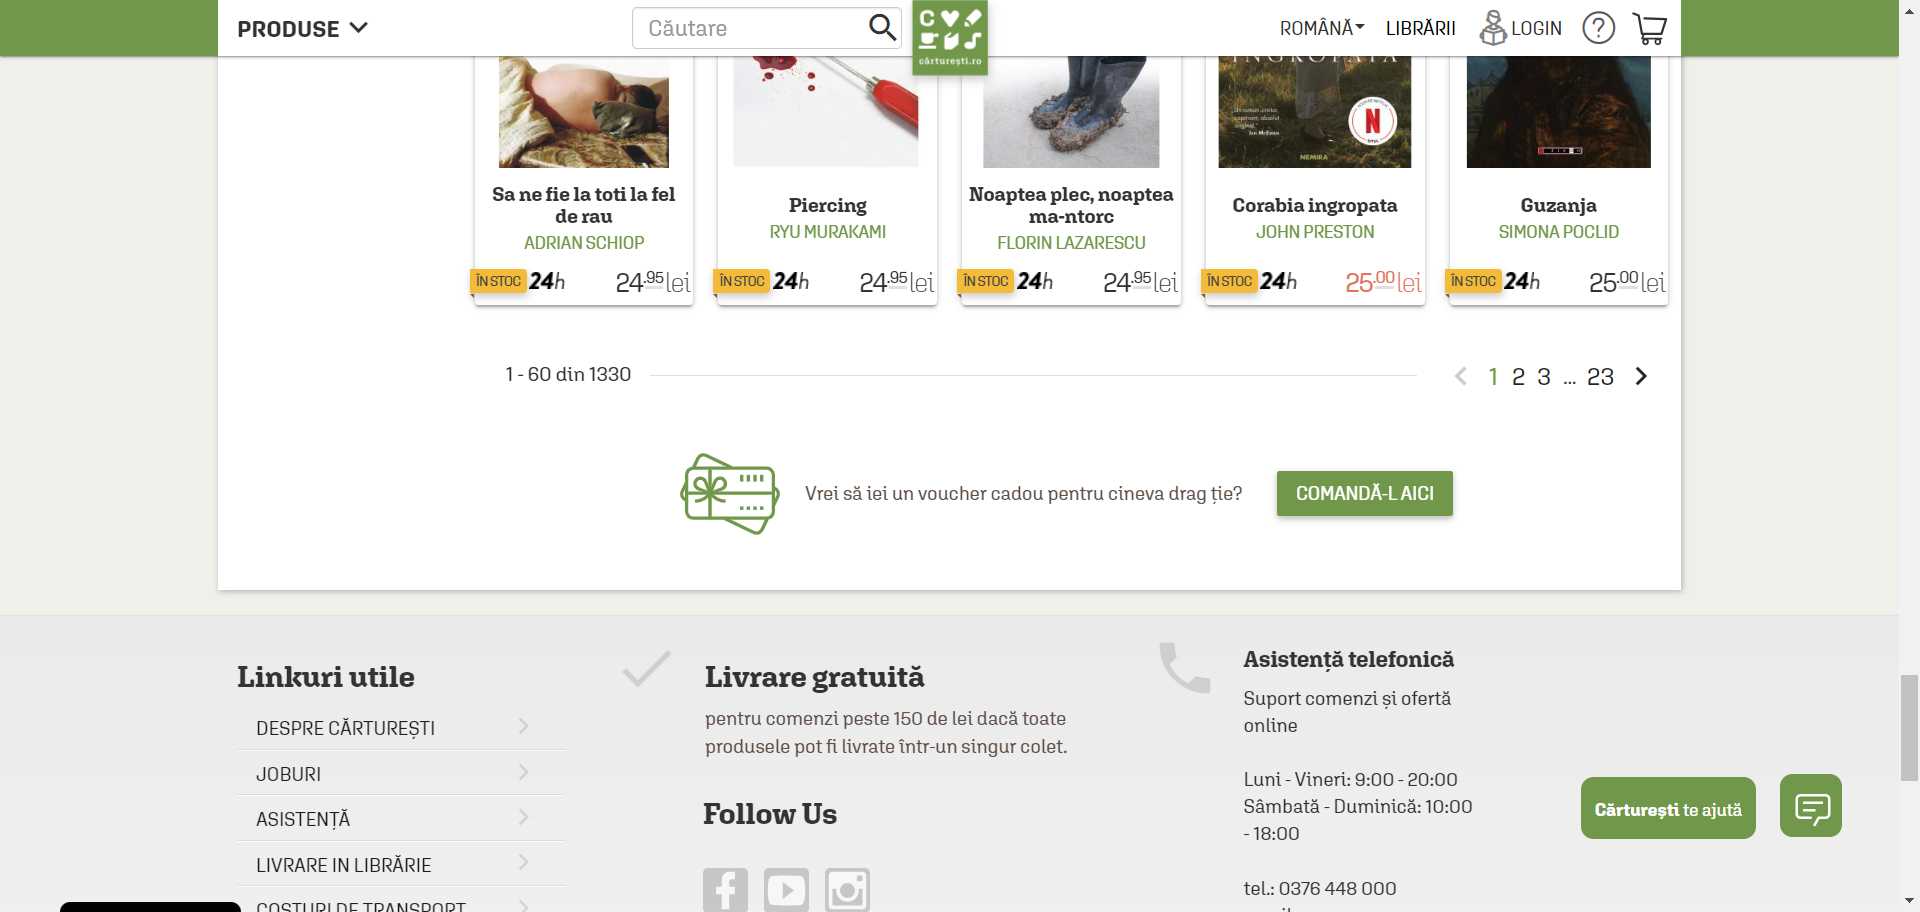 PRODUSE
Căutare
cărturești.ro
ROMÂNĂ
LIBRĂRII
LOGIN
?
INGROPATA
Ian McEwan
N
NEMIRA
Sa ne fie la toti la fel
de rau
ADRIAN SCHIOP
ÎN STOC 24h 24.95 lei
Piercing
RYU MURAKAMI
ÎN STOC 24h 24.95 lei
Noaptea plec, noaptea
ma-ntorc
FLORIN LAZARESCU
ÎN STOC 24h 24.95 lei
Corabia ingropata
JOHN PRESTON
ÎN STOC 24h 25.00 lei
Guzanja
SIMONA POCLID
ÎN STOC 24h 25.00 lei
1 - 60 din 1330
1 2 3 ... 23
Vrei să iei un voucher cadou pentru cineva drag ție?
COMANDĂ-L AICI
Linkuri utile
DESPRE CĂRTUREȘTI
JOBURI
ASISTENȚĂ
LIVRARE IN LIBRĂRIE
COSTURI DE TRANSPORT
Livrare gratuită
pentru comenzi peste 150 de lei dacă toate
produsele pot fi livrate într-un singur colet.
Follow Us
Asistență telefonică
Suport comenzi și ofertă
online
Luni - Vineri: 9:00 - 20:00
Sâmbată - Duminică: 10:00
- 18:00
tel.: 0376 448 000
Cărturești te ajută